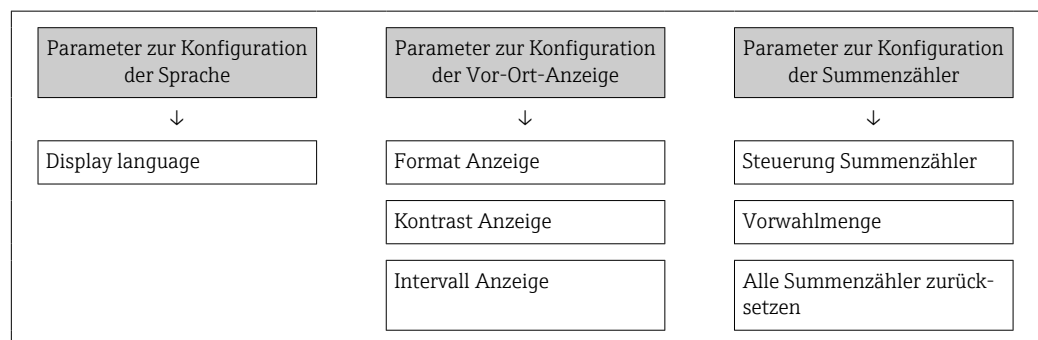 Parameter zur Konfiguration
der Sprache
↓
Display language
Parameter zur Konfiguration
der Vor-Ort-Anzeige
↓
Format Anzeige
Kontrast Anzeige
Intervall Anzeige
Parameter zur Konfiguration
der Summenzähler
↓
Steuerung Summenzähler
Vorwahlmenge
Alle Summenzähler zurück-
setzen